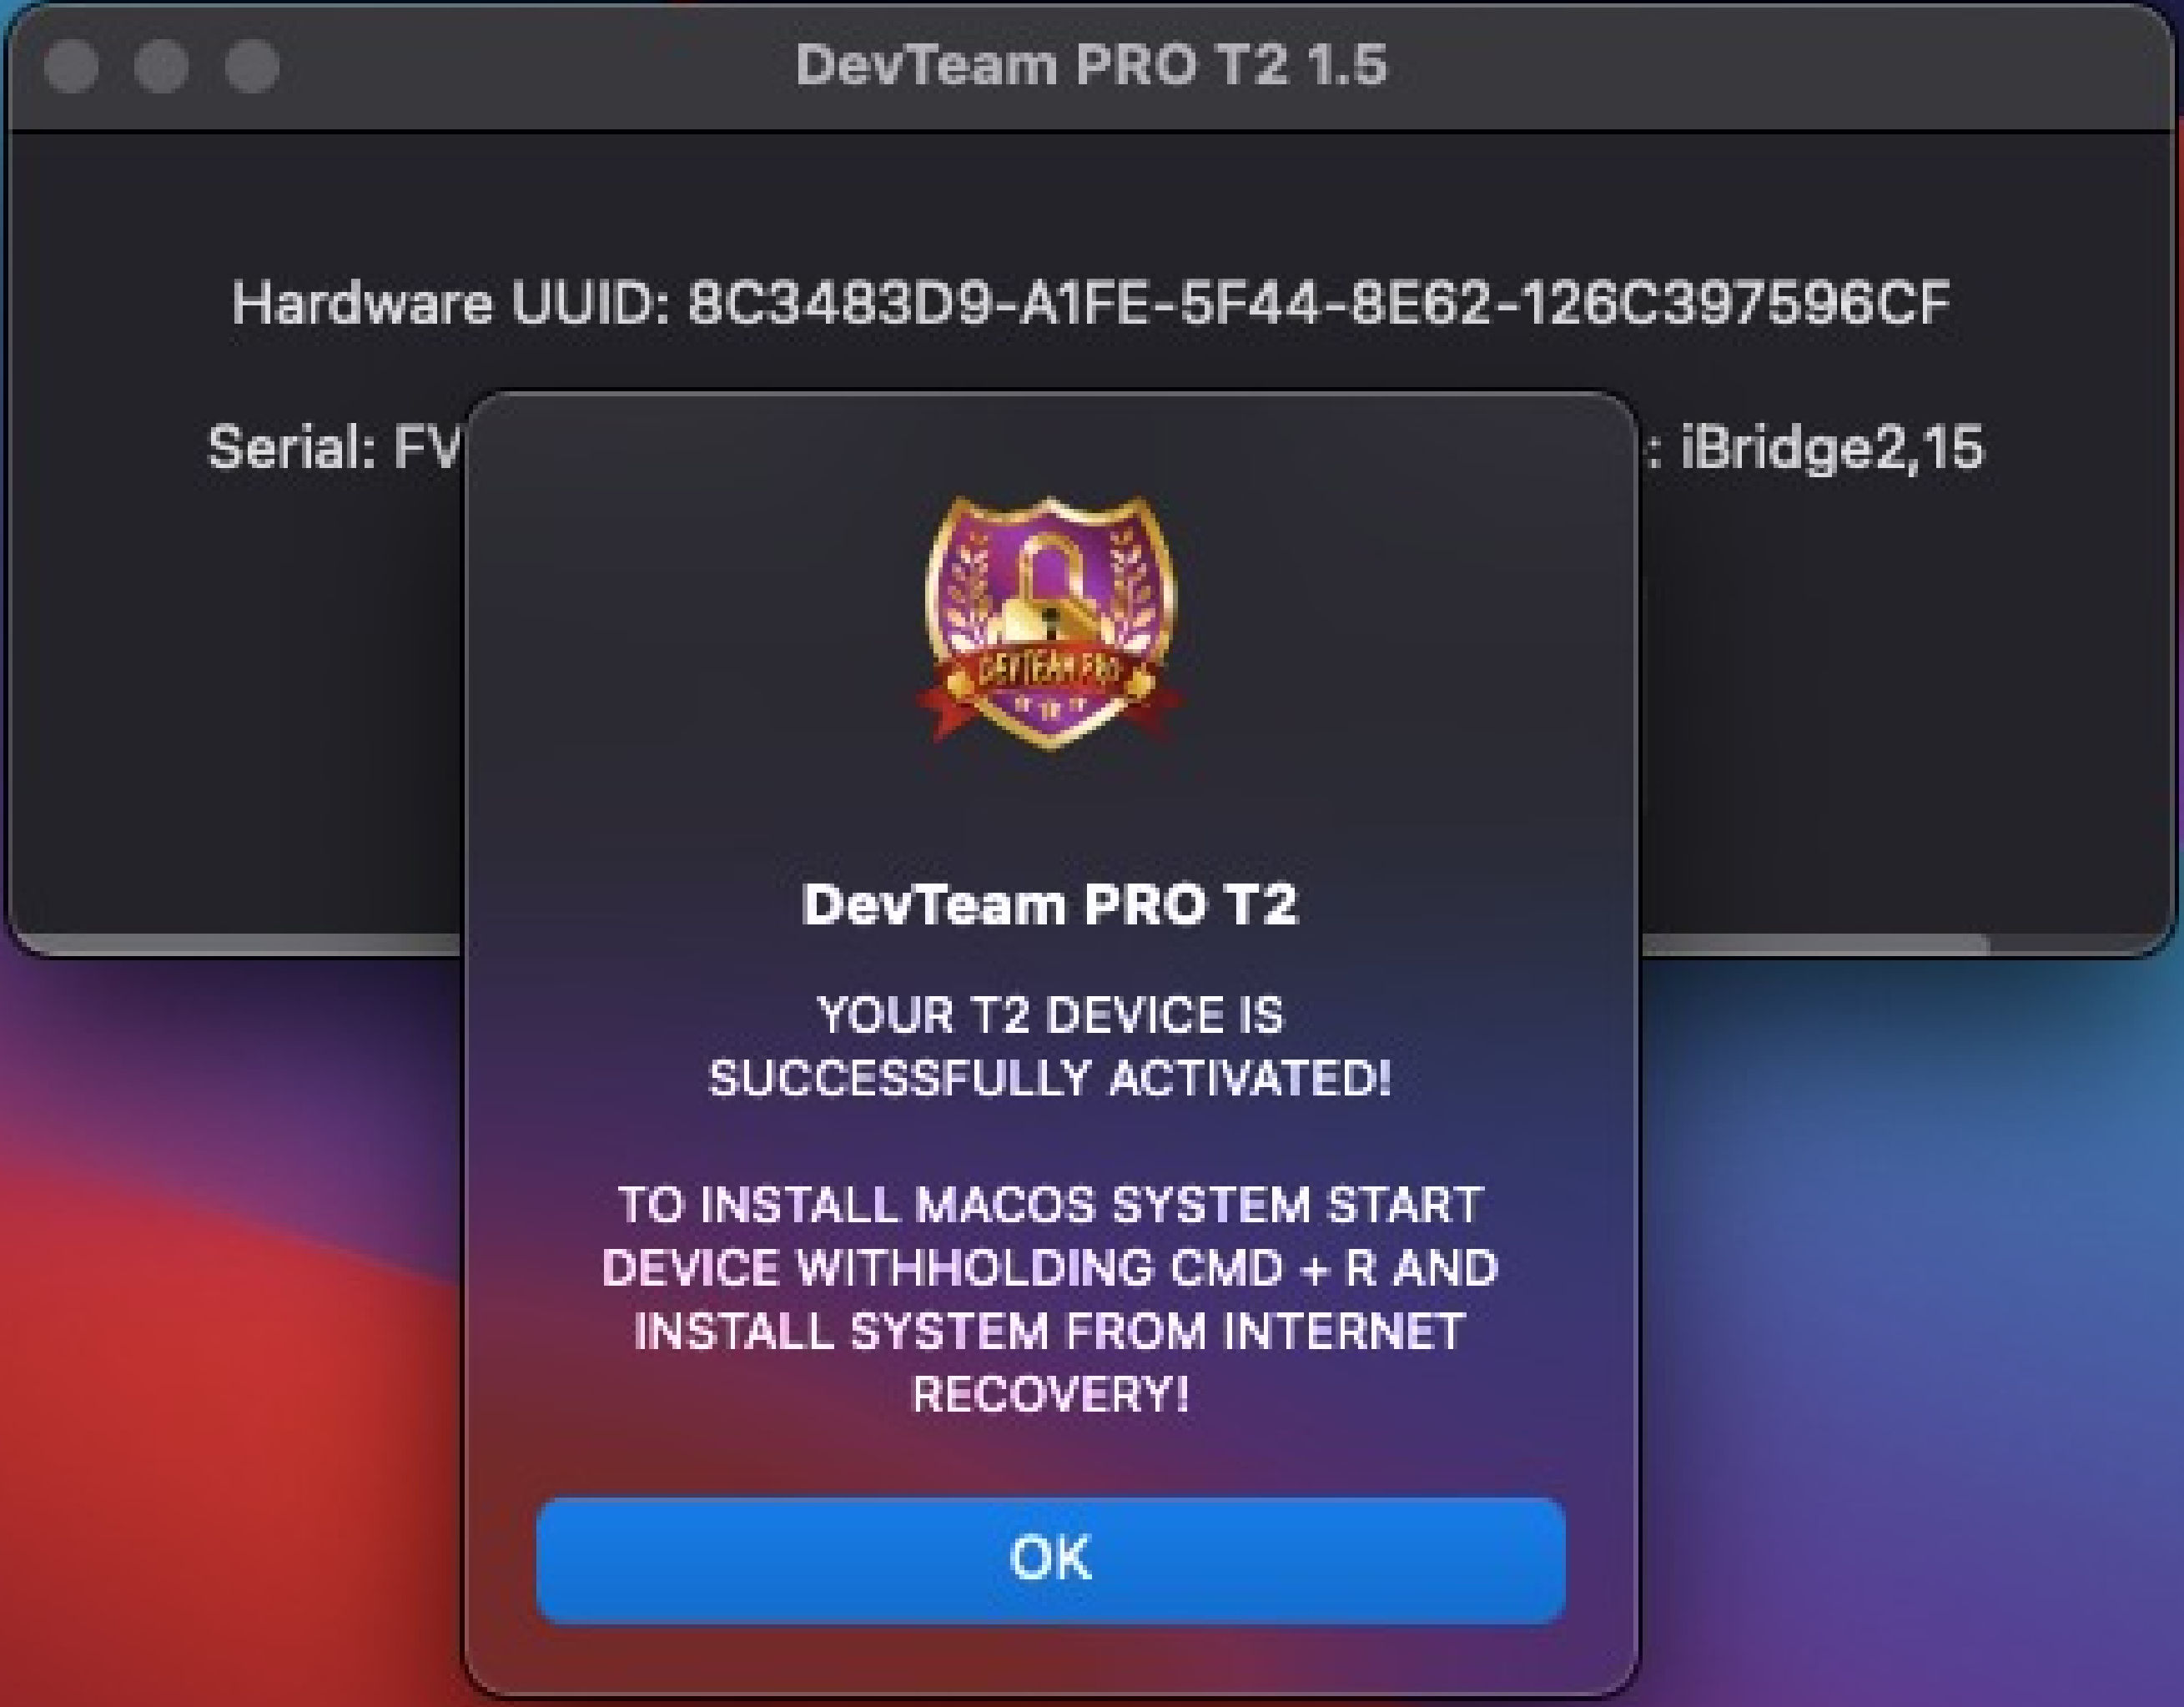 DevTeam PRO T2 1.5
Hardware UUID: 8C3483D9-A1FE-5F44-8E62-126C397596CF
Serial: FV
: iBridge2,15
DEVTEAM PRO
DevTeam PRO T2
YOUR T2 DEVICE IS
SUCCESSFULLY ACTIVATED!
TO INSTALL MACOS SYSTEM START
DEVICE WITHHOLDING CMD + R AND
INSTALL SYSTEM FROM INTERNET
RECOVERY!
OK